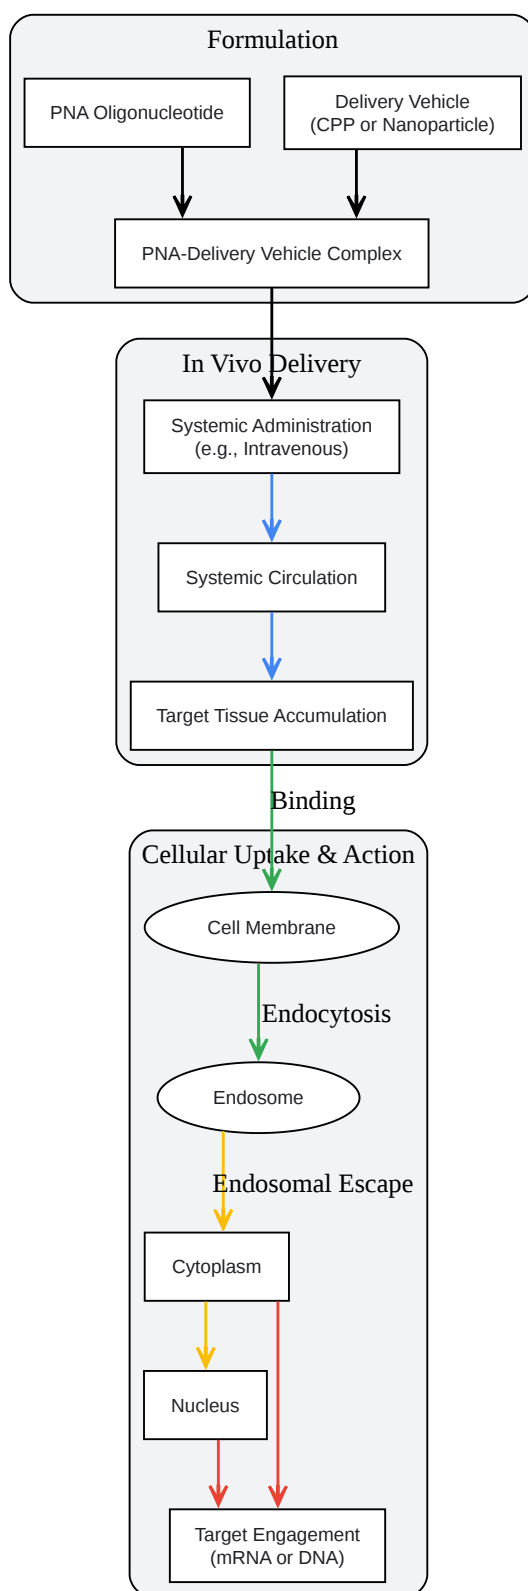 Formulation
PNA Oligonucleotide
Delivery Vehicle
(CPP or Nanoparticle)
PNA-Delivery Vehicle Complex
In Vivo Delivery
Systemic Administration
(e.g., Intravenous)
Systemic Circulation
Target Tissue Accumulation
Binding
Cellular Uptake & Action
Cell Membrane
Endocytosis
Endosome
Endosomal Escape
Cytoplasm
Nucleus
Target Engagement
(mRNA or DNA)